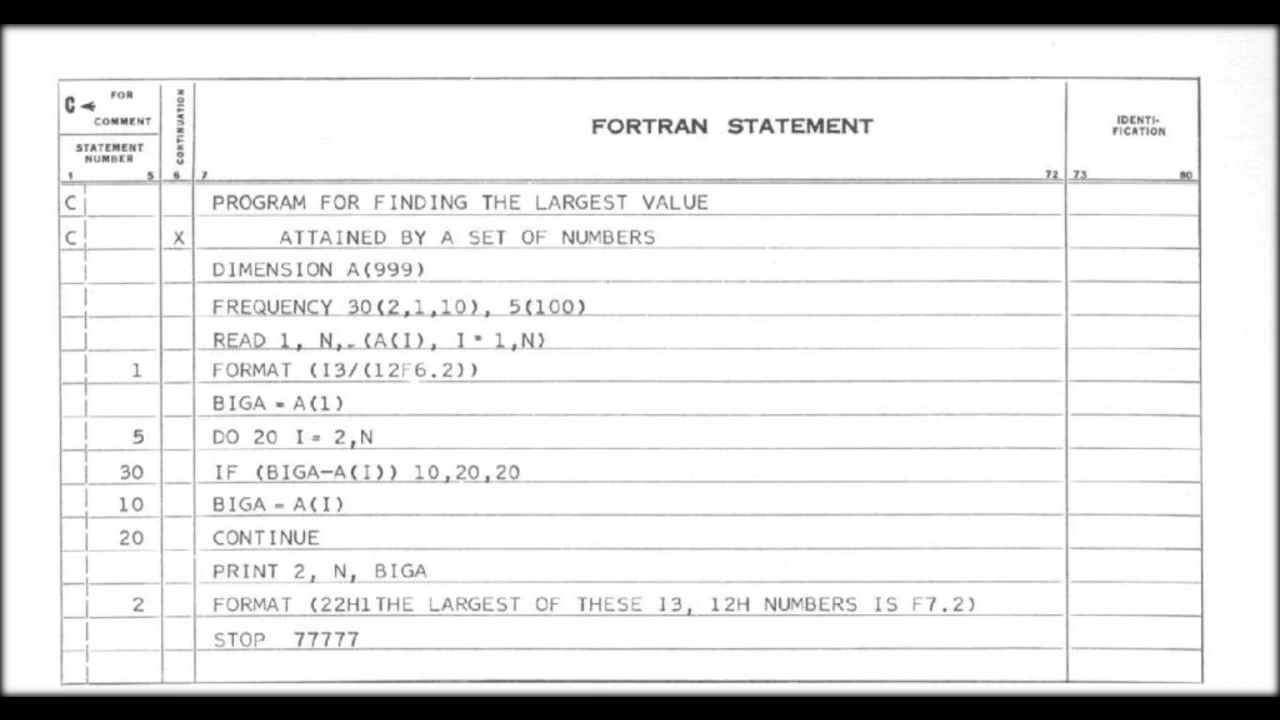 C ← FOR COMMENT
STATEMENT NUMBER
CONTINUATION
FORTRAN STATEMENT
IDENTI-
FICATION
1 5 6 7 72 73 80
C PROGRAM FOR FINDING THE LARGEST VALUE
C X ATTAINED BY A SET OF NUMBERS
DIMENSION A(999)
FREQUENCY 30(2,1,10), 5(100)
READ 1, N, (A(I), I = 1,N)
1 FORMAT (I3/(12F6.2))
BIGA = A(1)
5 DO 20 I = 2,N
30 IF (BIGA-A(I)) 10,20,20
10 BIGA = A(I)
20 CONTINUE
PRINT 2, N, BIGA
2 FORMAT (22H1THE LARGEST OF THESE I3, 12H NUMBERS IS F7.2)
STOP 77777